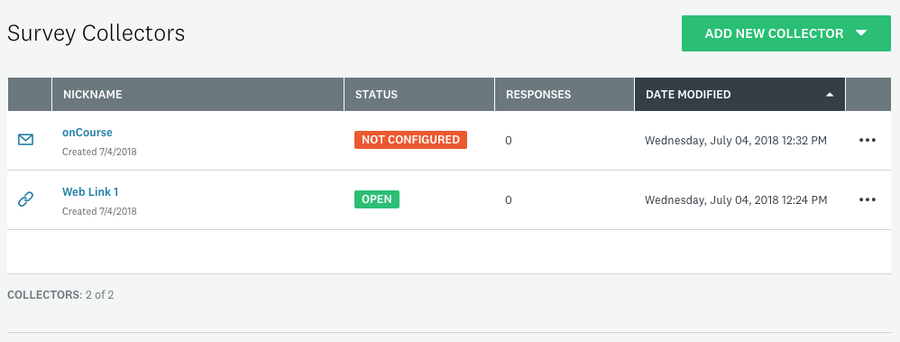 Survey Collectors
ADD NEW COLLECTOR
NICKNAME STATUS RESPONSES DATE MODIFIED
onCourse NOT CONFIGURED 0 Wednesday, July 04, 2018 12:32 PM
Created 7/4/2018
Web Link 1 OPEN 0 Wednesday, July 04, 2018 12:24 PM
Created 7/4/2018
COLLECTORS: 2 of 2